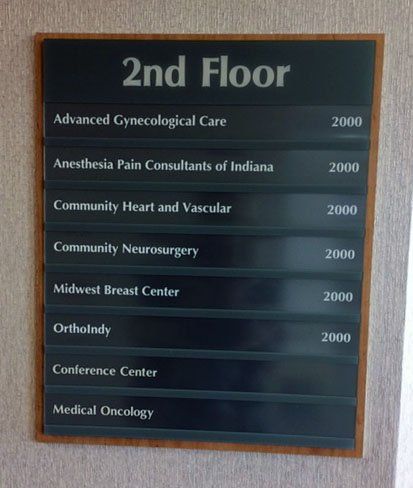 2nd Floor
Advanced Gynecological Care 2000
Anesthesia Pain Consultants of Indiana 2000
Community Heart and Vascular 2000
Community Neurosurgery 2000
Midwest Breast Center 2000
OrthoIndy 2000
Conference Center
Medical Oncology